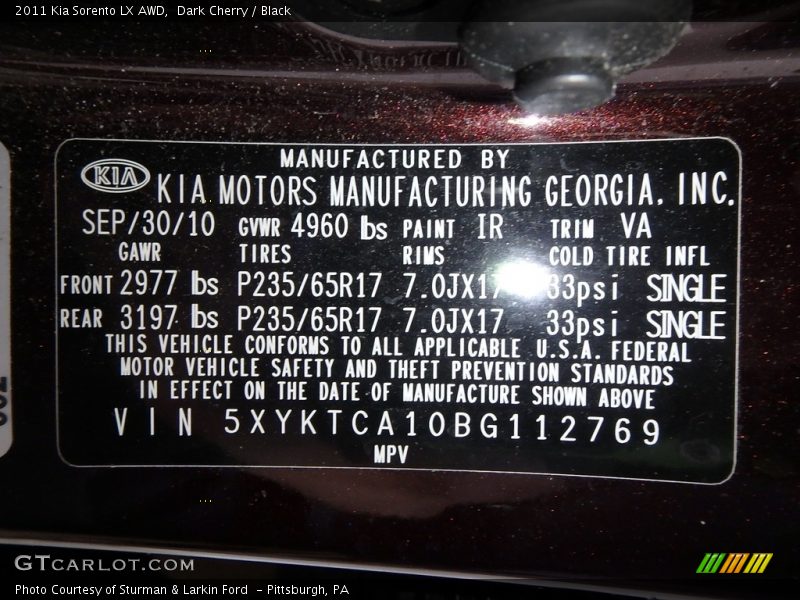 2011 Kia Sorento LX AWD,  Dark Cherry / Black
MANUFACTURED BY
KIA KIA MOTORS MANUFACTURING GEORGIA. INC.
SEP/30/10 GVWR 4960 lbs PAINT IR TRIM VA
GAWR TIRES RIMS COLD TIRE INFL
FRONT 2977 lbs P235/65R17 7.0JX17 33psi SINGLE
REAR 3197 lbs P235/65R17 7.0JX17 33psi SINGLE
THIS VEHICLE CONFORMS TO ALL APPLICABLE U.S.A. FEDERAL
MOTOR VEHICLE SAFETY AND THEFT PREVENTION STANDARDS
IN EFFECT ON THE DATE OF MANUFACTURE SHOWN ABOVE
VIN 5XYKTCA10BG112769
MPV
GTCARLOT.COM
Photo Courtesy of Sturman & Larkin Ford  - Pittsburgh, PA